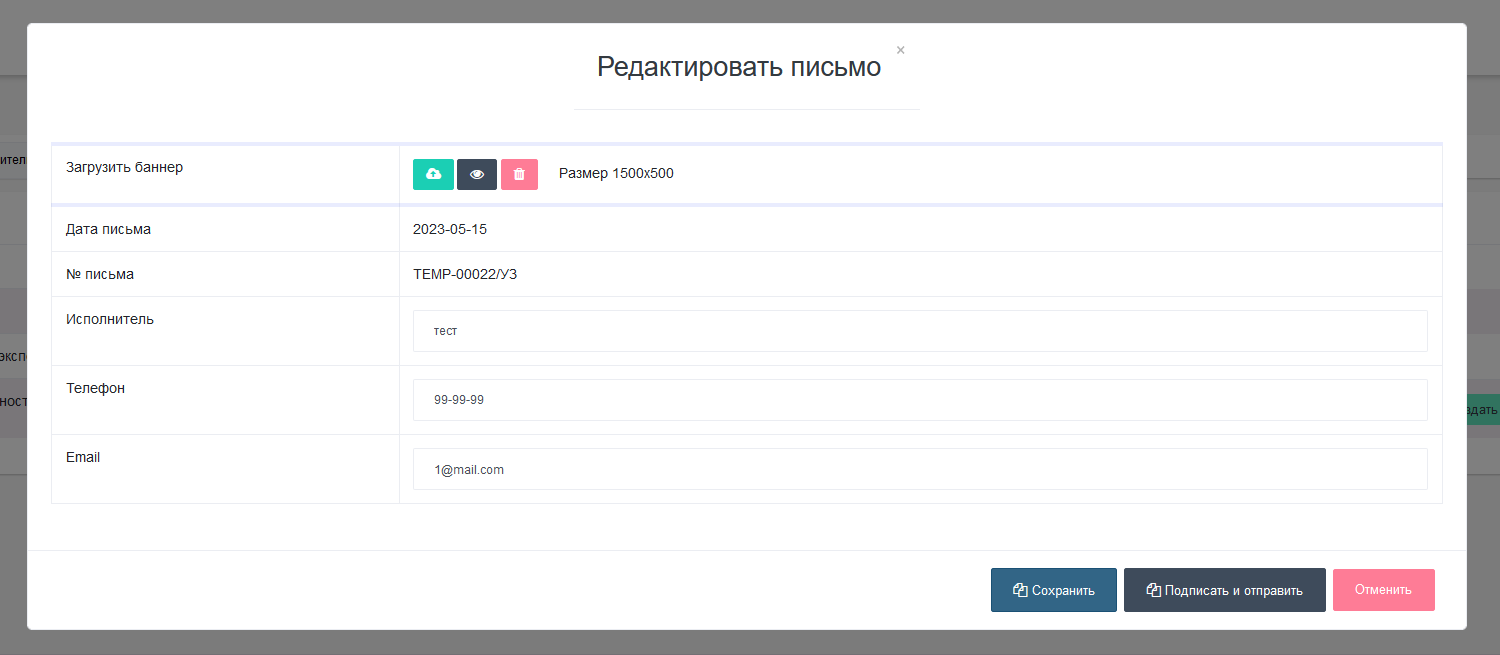 Редактировать письмо
×
Загрузить баннер
Размер 1500x500
Дата письма
2023-05-15
№ письма
TEMP-00022/УЗ
Исполнитель
тест
Телефон
99-99-99
Email
1@mail.com
Сохранить
Подписать и отправить
Отменить